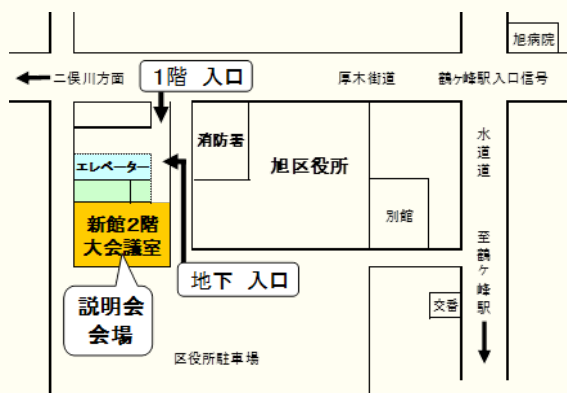 旭病院
二俣川方面
1階 入口
厚木街道
鶴ヶ峰駅入口信号
消防署
旭区役所
水道道
エレベーター
別館
新館2階
大会議室
至鶴ヶ峰駅
地下 入口
説明会
会場
交番
区役所駐車場